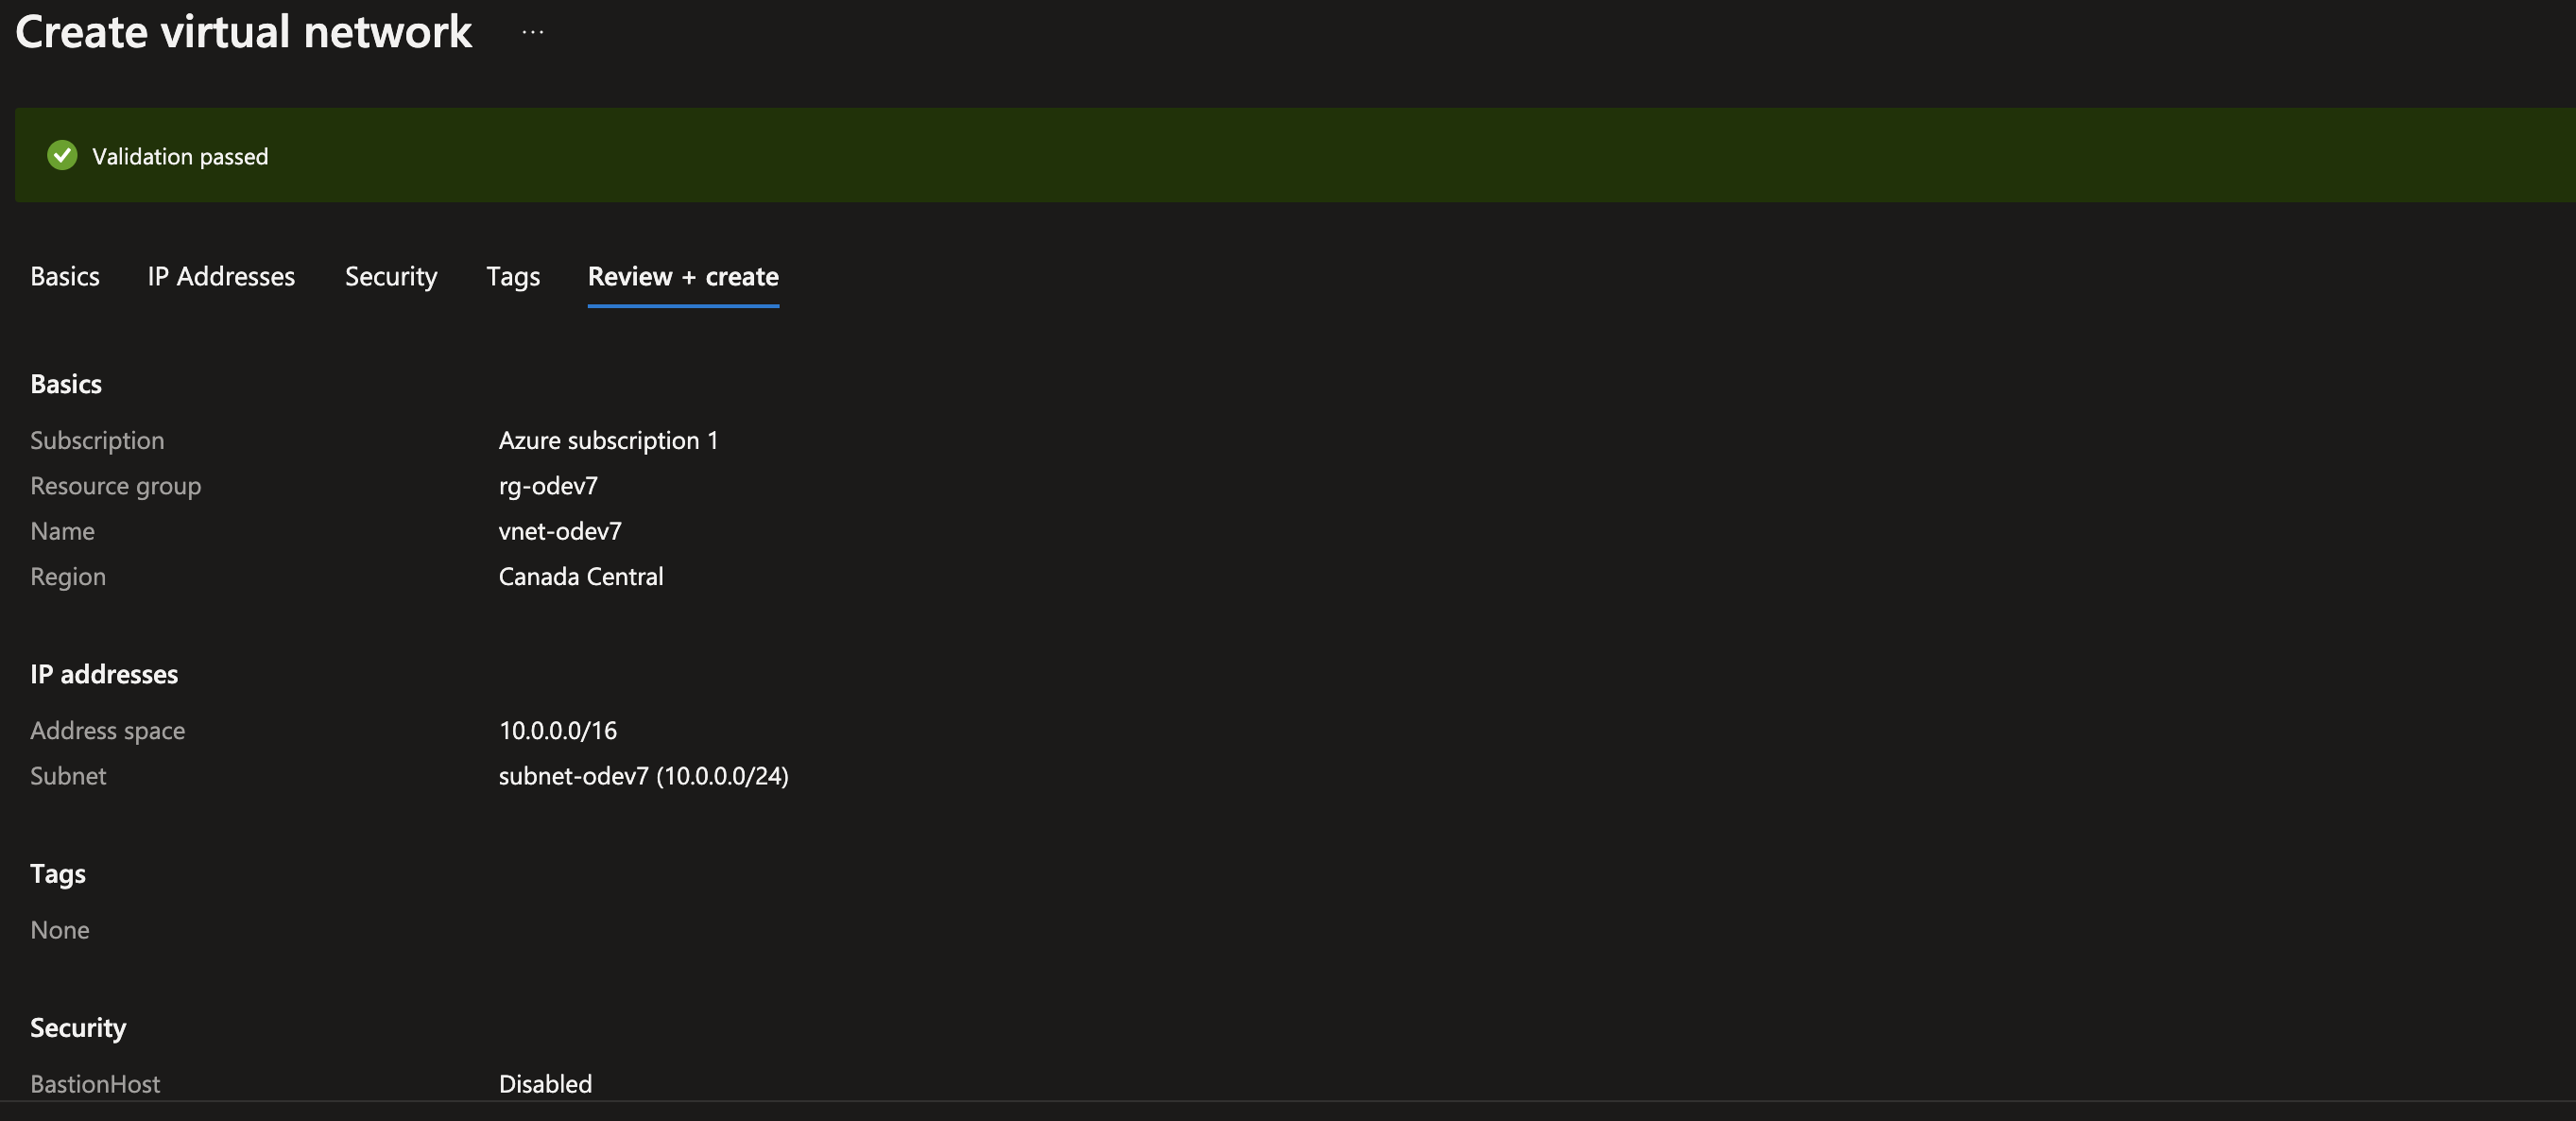 Create virtual network ...
Validation passed
Basics IP Addresses Security Tags Review + create
Basics
Subscription Azure subscription 1
Resource group rg-odev7
Name vnet-odev7
Region Canada Central
IP addresses
Address space 10.0.0.0/16
Subnet subnet-odev7 (10.0.0.0/24)
Tags
None
Security
BastionHost Disabled